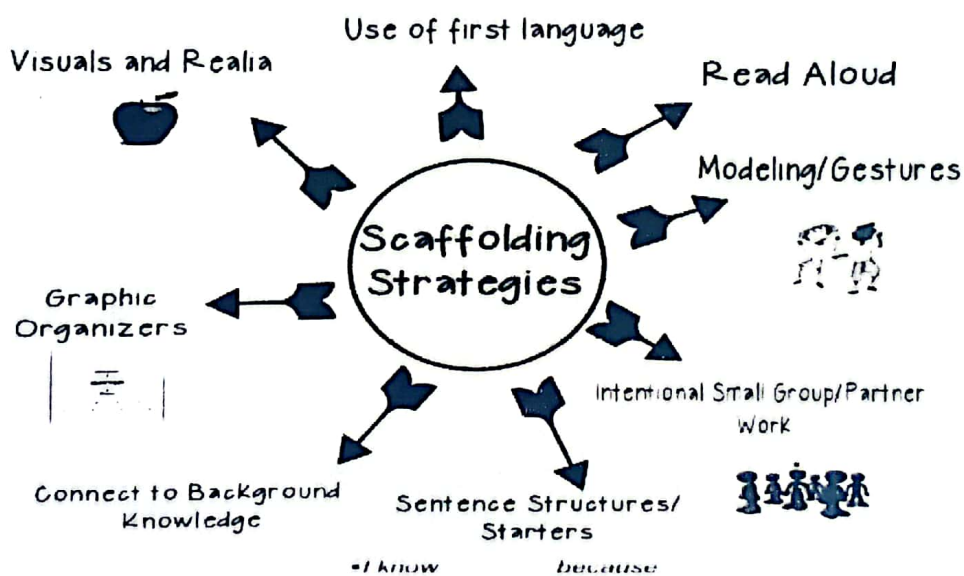 Use of first language
Visuals and Realia
Read Aloud
Modeling/Gestures
Scaffolding
Strategies
Graphic
Organizers
Intentional Small Group/Partner
Work
Connect to Background
Knowledge
Sentence Structures/
Starters
•I know because